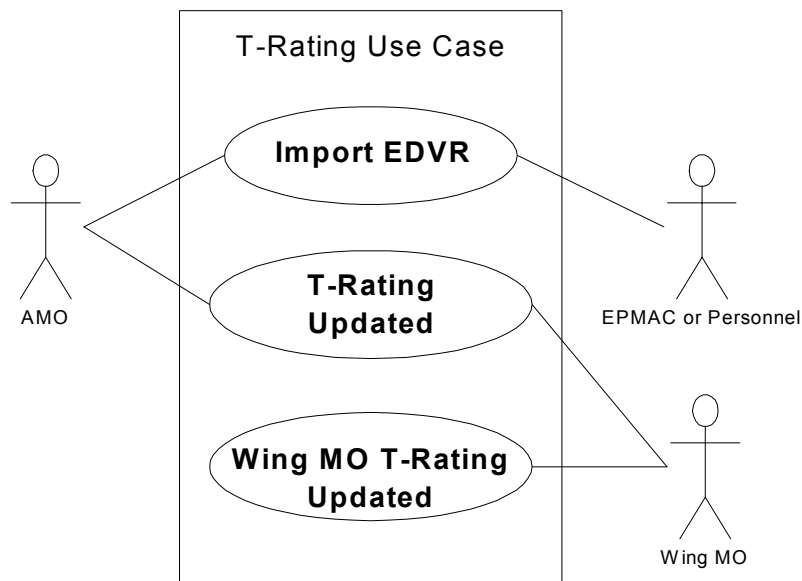 T-Rating Use Case
Import EDVR
AMO
T-Rating
Updated
EPMAC or Personnel
Wing MO T-Rating
Updated
Wing MO